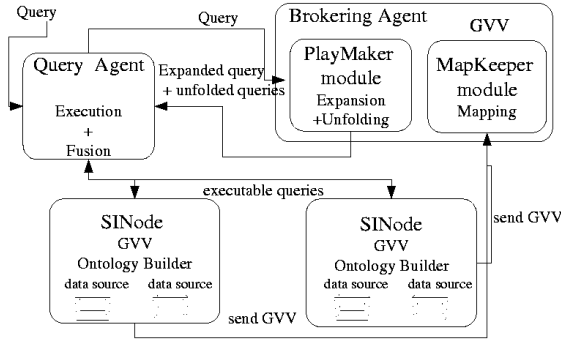 Query
Query
Brokering Agent
GVV
Query Agent
Execution
+
Fusion
Expanded query
+ unfolded queries
PlayMaker
module
Expansion
+Unfolding
MapKeeper
module
Mapping
executable queries
SINode
GVV
Ontology Builder
data source data source
SINode
GVV
Ontology Builder
data source data source
send GVV
send GVV